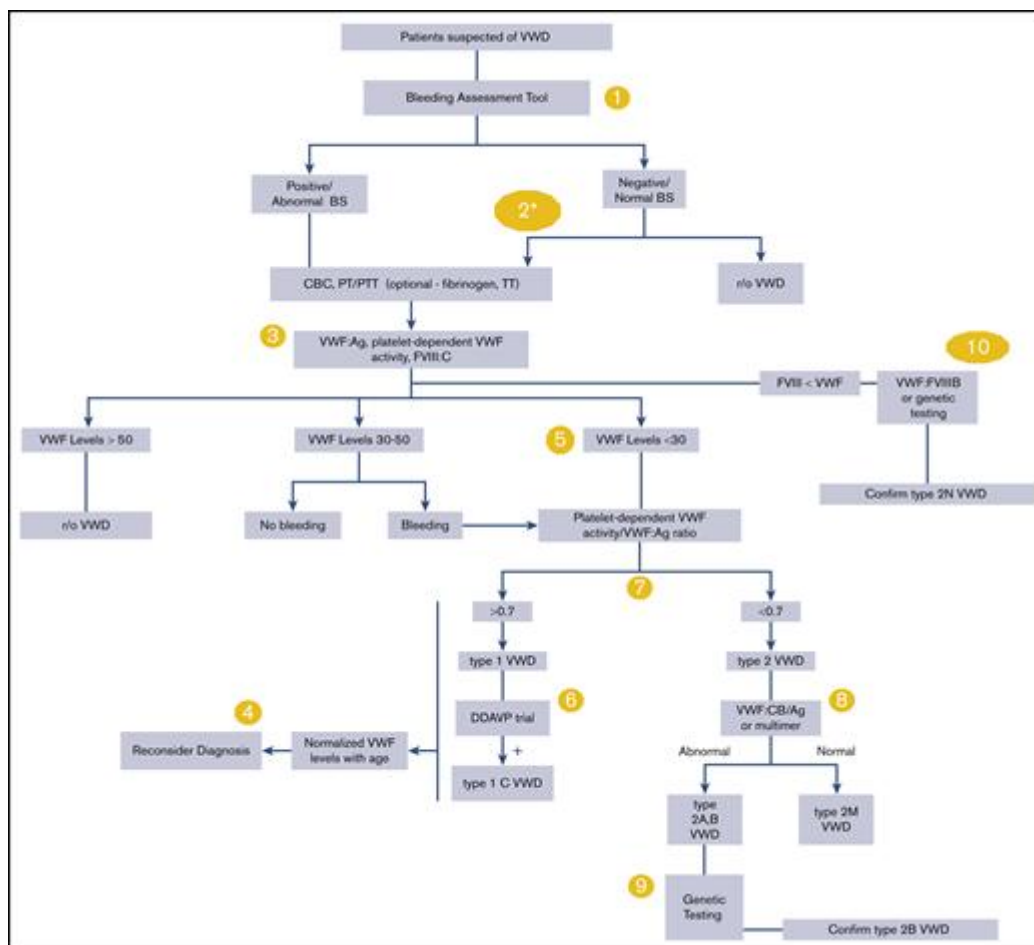 Patients suspected of VWD
Bleeding Assessment Tool
1
Positive/
Abnormal BS
Negative/
Normal BS
2*
CBC, PT/PTT (optional - fibrinogen, TT)
r/o VWD
3
VWF:Ag, platelet-dependent VWF
activity, FVIII:C
10
FVIII < VWF
VWF:FVIIIB
or genetic
testing
VWF Levels > 50
VWF Levels 30-50
5
VWF Levels <30
Confirm type 2N VWD
r/o VWD
No bleeding
Bleeding
Platelet-dependent VWF
activity/VWF:Ag ratio
7
>0.7
<0.7
type 1 VWD
type 2 VWD
4
6
8
DDAVP trial
VWF:CB/Ag
or multimer
Reconsider Diagnosis
Normalized VWF
levels with age
+
Abnormal
Normal
type 1 C VWD
type
2A,B
VWD
type 2M
VWD
9
Genetic
Testing
Confirm type 2B VWD